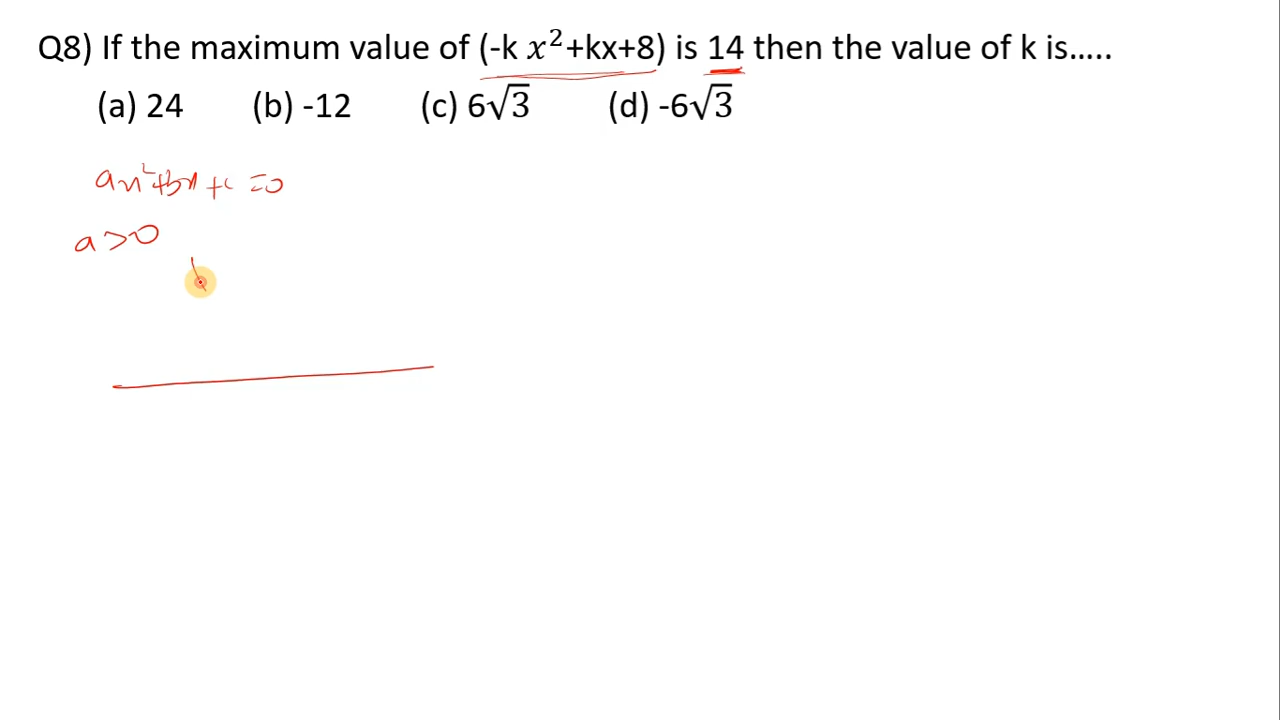 Q8) If the maximum value of (-k x²+kx+8) is 14 then the value of k is.....
(a) 24 (b) -12 (c) 6√3 (d) -6√3
ax²+bx+c =0
a>0